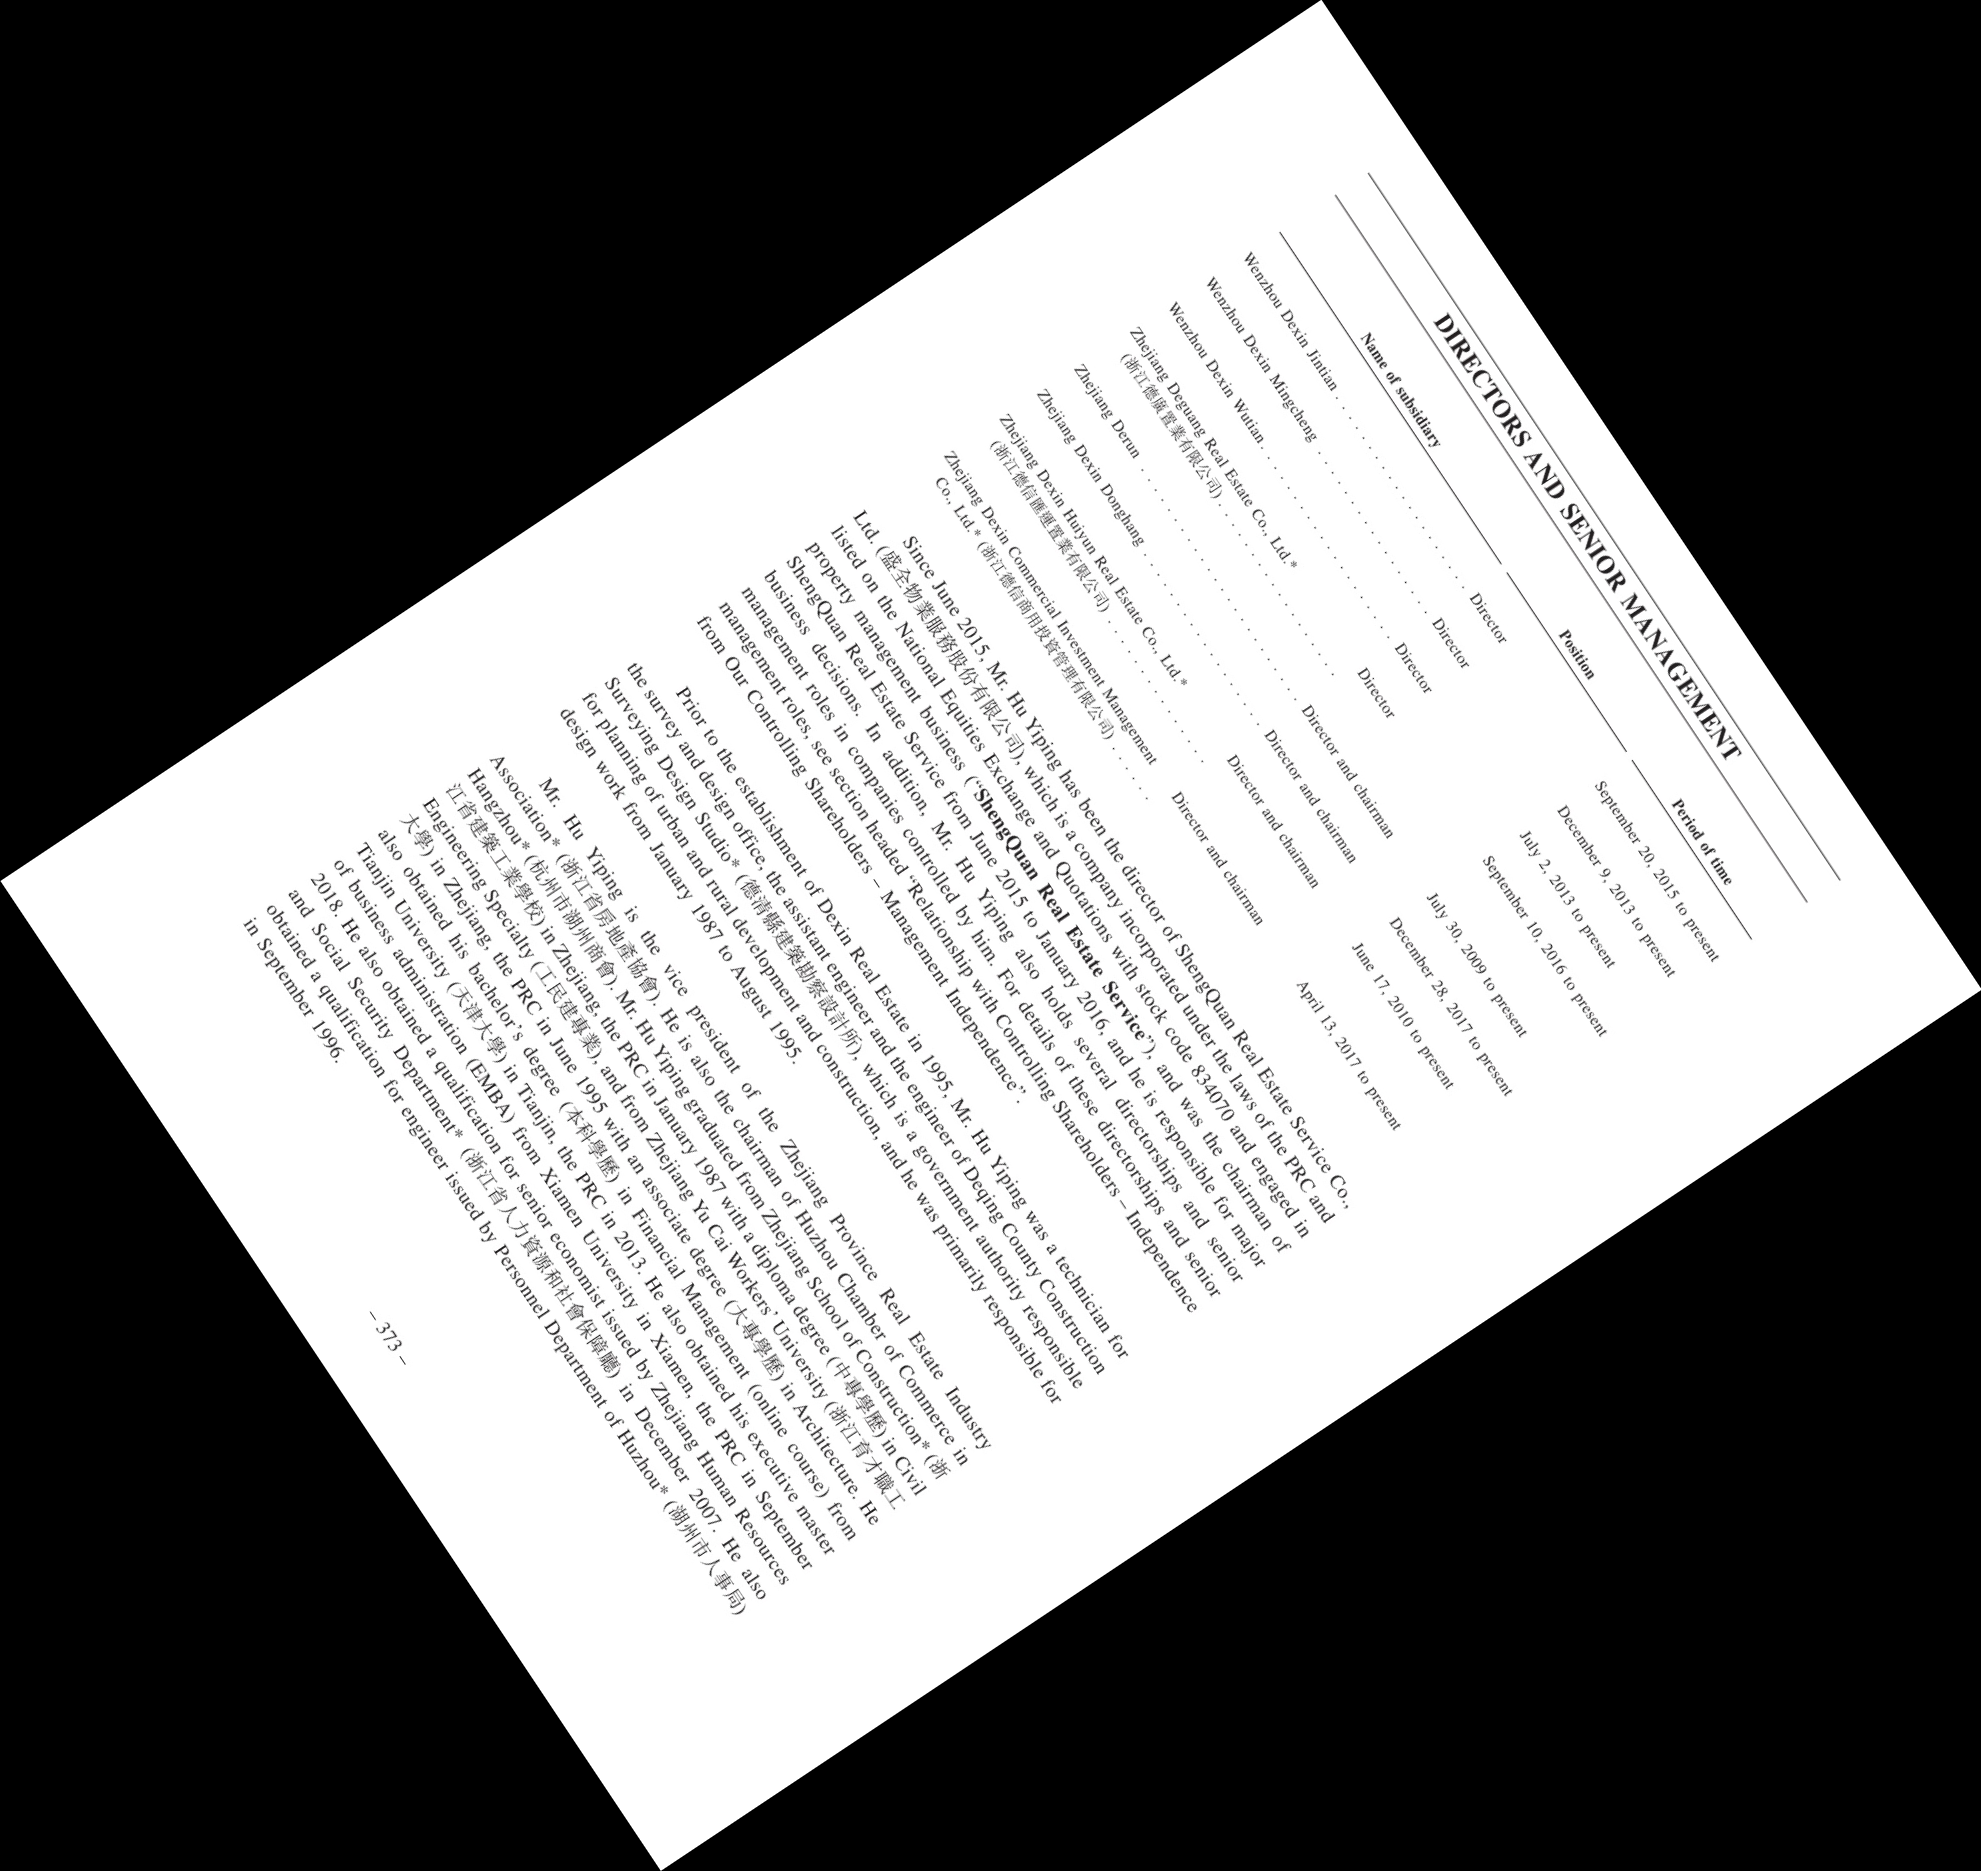 DIRECTORS AND SENIOR MANAGEMENT
Name of subsidiary Position Period of time
Wenzhou Dexin Jintian . . . . . . . . . . . . . . . . . . . Director September 20, 2015 to present
Wenzhou Dexin Mingcheng . . . . . . . . . . . . . . . . Director December 9, 2013 to present
Wenzhou Dexin Wutian. . . . . . . . . . . . . . . . . . . Director July 2, 2013 to present
Zhejiang Deguang Real Estate Co., Ltd.*
(浙江德廣置業有限公司) . . . . . . . . . . . . . . . . . Director September 10, 2016 to present
Zhejiang Derun . . . . . . . . . . . . . . . . . . . . . . . . Director and chairman July 30, 2009 to present
Zhejiang Dexin Donghang . . . . . . . . . . . . . . . . . Director and chairman December 28, 2017 to present
Zhejiang Dexin Huiyun Real Estate Co., Ltd.*
(浙江德信匯運置業有限公司) . . . . . . . . . . . . . . Director and chairman June 17, 2010 to present
Zhejiang Dexin Commercial Investment Management
Co., Ltd.* (浙江德信商用投資管理有限公司) . . . . . . Director and chairman April 13, 2017 to present
Since June 2015, Mr. Hu Yiping has been the director of ShengQuan Real Estate Service Co.,
Ltd. (盛全物業服務股份有限公司), which is a company incorporated under the laws of the PRC and
listed on the National Equities Exchange and Quotations with stock code 834070 and engaged in
property management business (“ShengQuan Real Estate Service”), and was the chairman of
ShengQuan Real Estate Service from June 2015 to January 2016, and he is responsible for major
business decisions. In addition, Mr. Hu Yiping also holds several directorships and senior
management roles in companies controlled by him. For details of these directorships and senior
management roles, see section headed “Relationship with Controlling Shareholders – Independence
from Our Controlling Shareholders – Management Independence”.
Prior to the establishment of Dexin Real Estate in 1995, Mr. Hu Yiping was a technician for
the survey and design office, the assistant engineer and the engineer of Deqing County Construction
Surveying Design Studio* (德清縣建築勘察設計所), which is a government authority responsible
for planning of urban and rural development and construction, and he was primarily responsible for
design work from January 1987 to August 1995.
Mr. Hu Yiping is the vice president of the Zhejiang Province Real Estate Industry
Association* (浙江省房地產協會). He is also the chairman of Huzhou Chamber of Commerce in
Hangzhou* (杭州市湖州商會). Mr. Hu Yiping graduated from Zhejiang School of Construction* (浙
江省建築工業學校) in Zhejiang, the PRC in January 1987 with a diploma degree (中專學歷) in Civil
Engineering Specialty (工民建專業), and from Zhejiang Yu Cai Workers’ University (浙江育才職工
大學) in Zhejiang, the PRC in June 1995 with an associate degree (大專學歷) in Architecture. He
also obtained his bachelor’s degree (本科學歷) in Financial Management (online course) from
Tianjin University (天津大學) in Tianjin, the PRC in 2013. He also obtained his executive master
of business administration (EMBA) from Xiamen University in Xiamen, the PRC in September
2018. He also obtained a qualification for senior economist issued by Zhejiang Human Resources
and Social Security Department* (浙江省人力資源和社會保障廳) in December 2007. He also
obtained a qualification for engineer issued by Personnel Department of Huzhou* (湖州市人事局)
in September 1996.
– 373 –